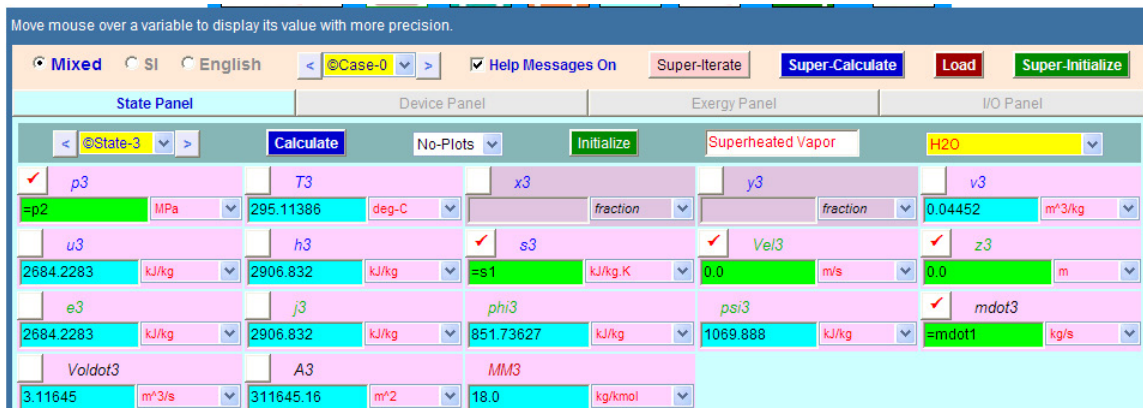 Move mouse over a variable to display its value with more precision.
Mixed SI English < ©Case-0 > Help Messages On Super-Iterate Super-Calculate Load Super-Initialize
State Panel Device Panel Exergy Panel I/O Panel
< ©State-3 > Calculate No-Plots Initialize Superheated Vapor H2O
p3 T3 x3 y3 v3
=p2 MPa 295.11386 deg-C fraction fraction 0.04452 m^3/kg
u3 h3 s3 Vel3 z3
2684.2283 kJ/kg 2906.832 kJ/kg =s1 kJ/kg.K 0.0 m/s 0.0 m
e3 j3 phi3 psi3 mdot3
2684.2283 kJ/kg 2906.832 kJ/kg 851.73627 kJ/kg 1069.888 kJ/kg =mdot1 kg/s
Voldot3 A3 MM3
3.11645 m^3/s 311645.16 m^2 18.0 kg/kmol